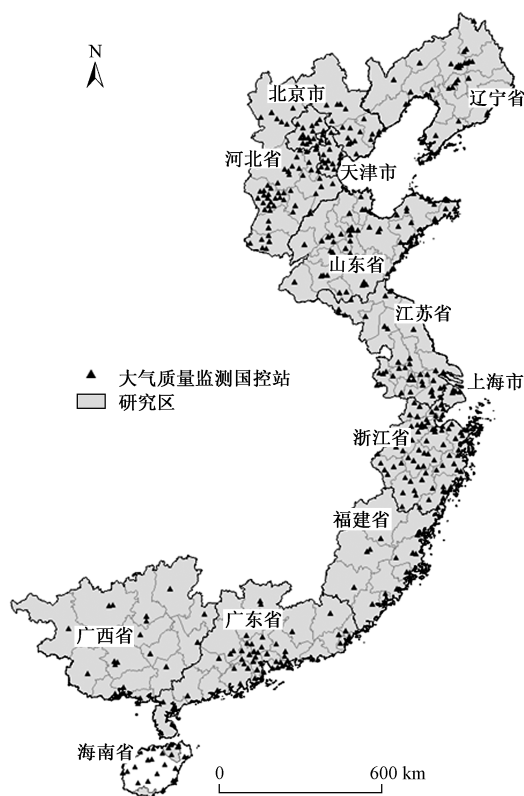 N
北京市
辽宁省
河北省
天津市
山东省
江苏省
大气质量监测国控站
研究区
上海市
浙江省
福建省
广东省
广西省
海南省
0 600 km